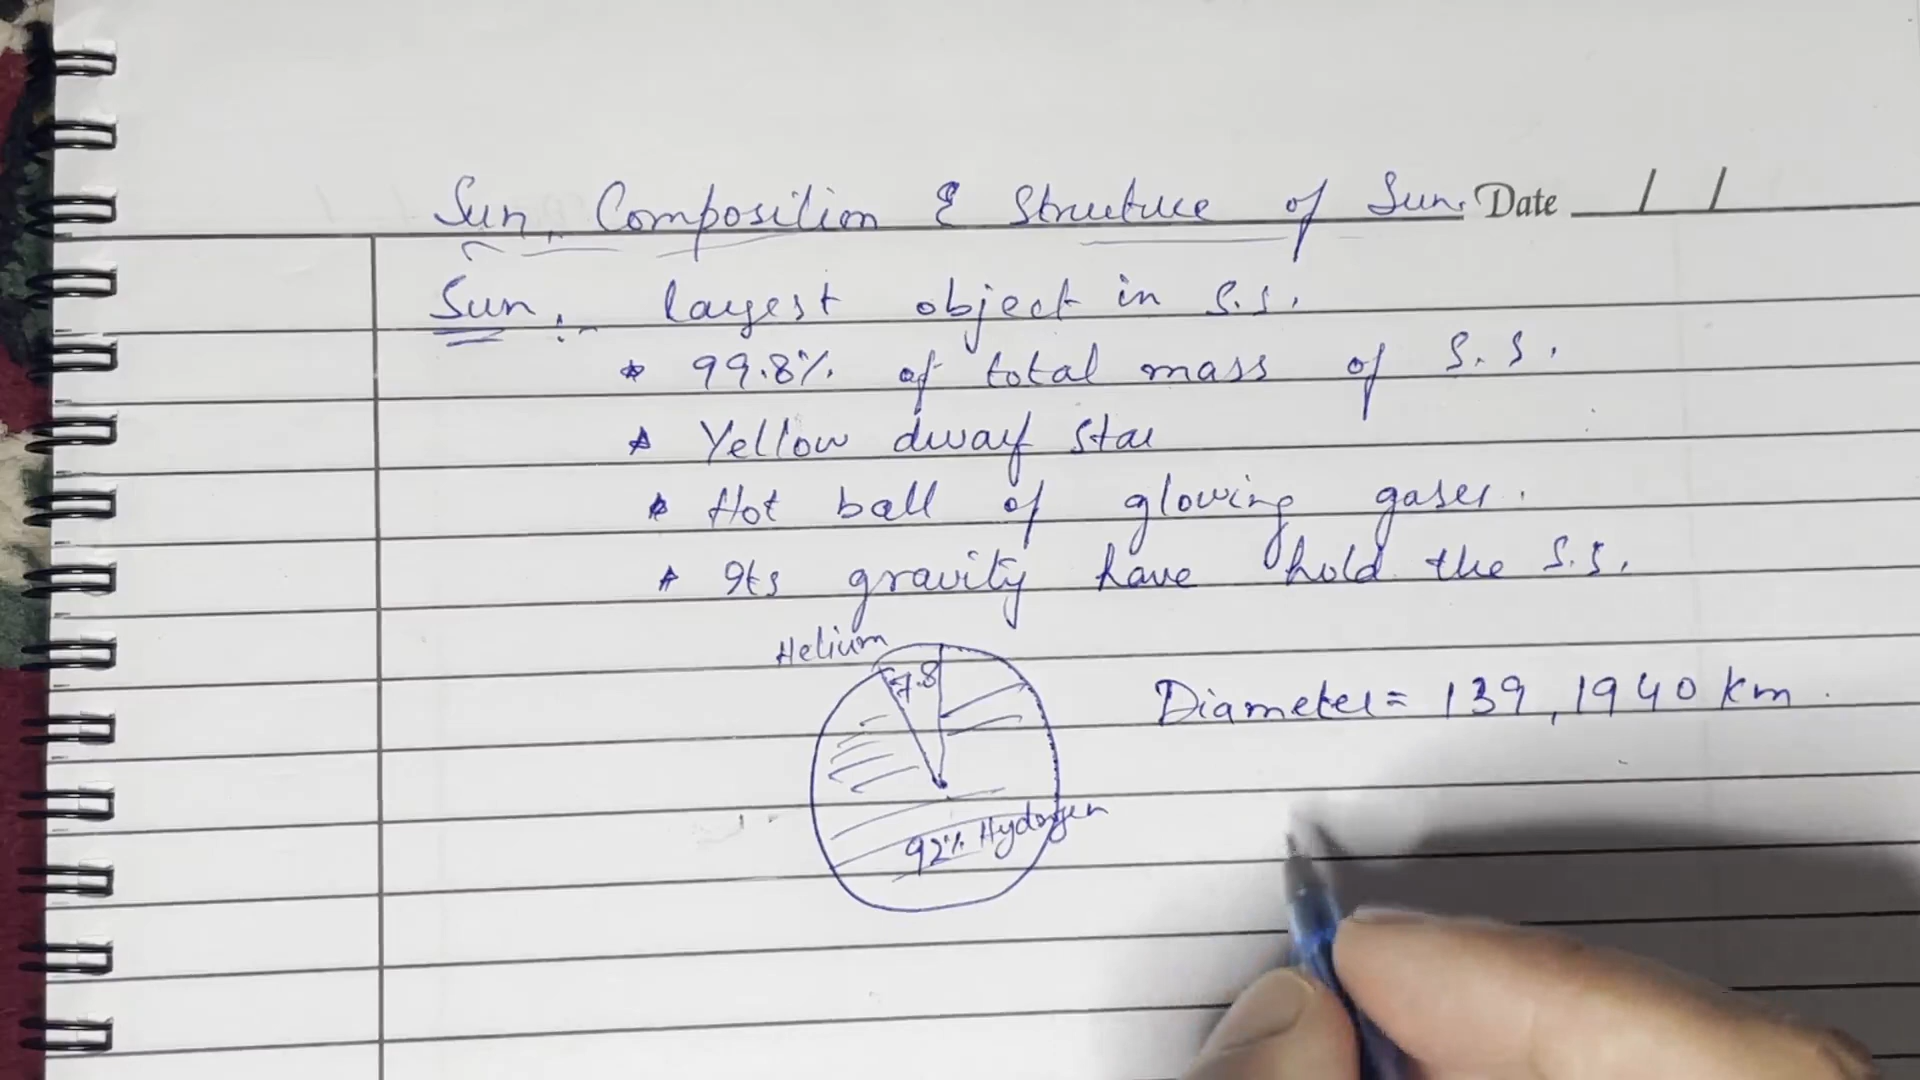 Sun, Composition & Structure of Sun. Date / /
Sun :- largest object in S.S.
* 99.8% of total mass of S.S.
* Yellow dwarf star
* Hot ball of glowing gases.
* Its gravity have hold the S.S.
Helium
7.8
Diameter = 139,1940 km.
92% Hydrogen